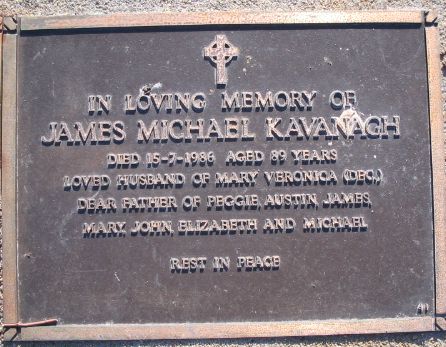 IN LOVING MEMORY OF
JAMES MICHAEL KAVANAGH
DIED 15-7-1986 AGED 89 YEARS
LOVED HUSBAND OF MARY VERONICA (DEC.)
DEAR FATHER OF PEGGIE, AUSTIN, JAMES,
MARY, JOHN, ELIZABETH AND MICHAEL
REST IN PEACE